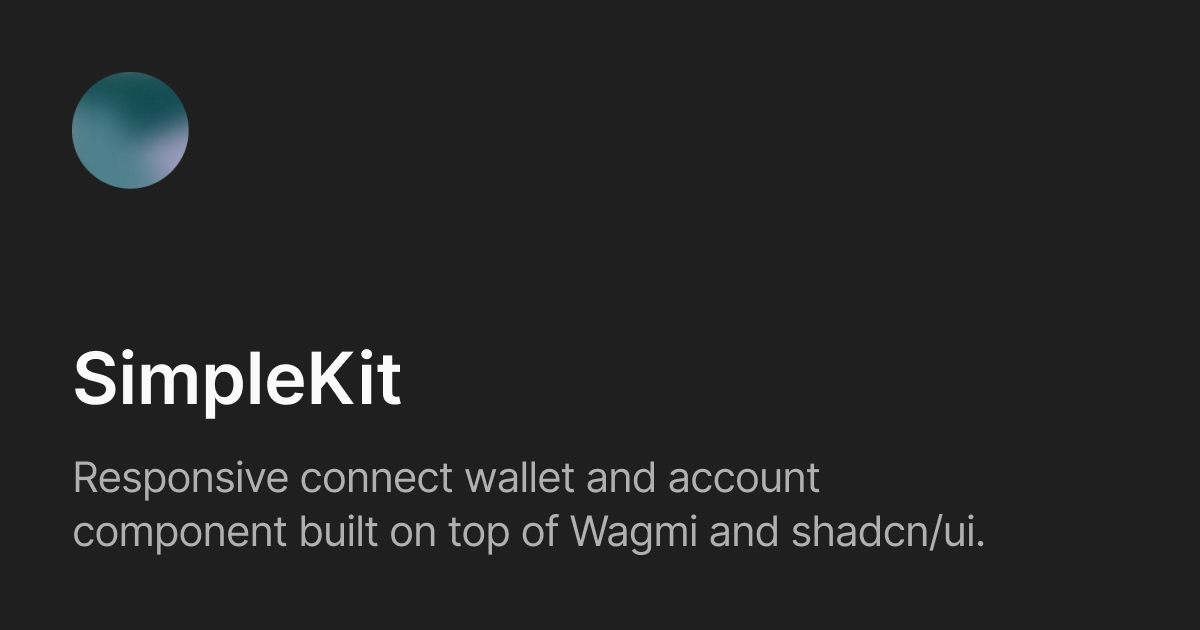 SimpleKit
Responsive connect wallet and account
component built on top of Wagmi and shadcn/ui.